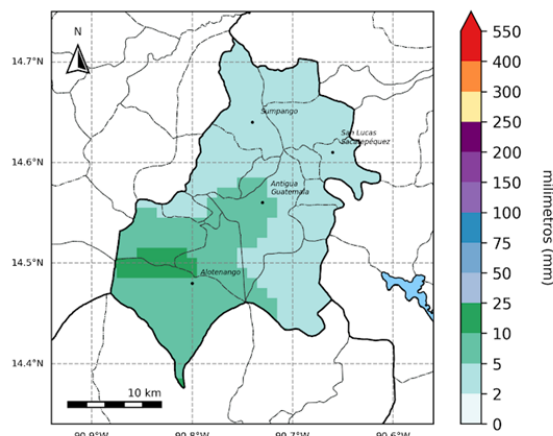 N
14.7°N
14.6°N
14.5°N
14.4°N
Sumpango
San Lucas
Sacatepéquez
Antigua
Guatemala
Alotenango
10 km
90.9°W
90.8°W
90.7°W
90.6°W
550
400
300
250
200
150
100
75
50
25
10
5
2
0
milímetros (mm)